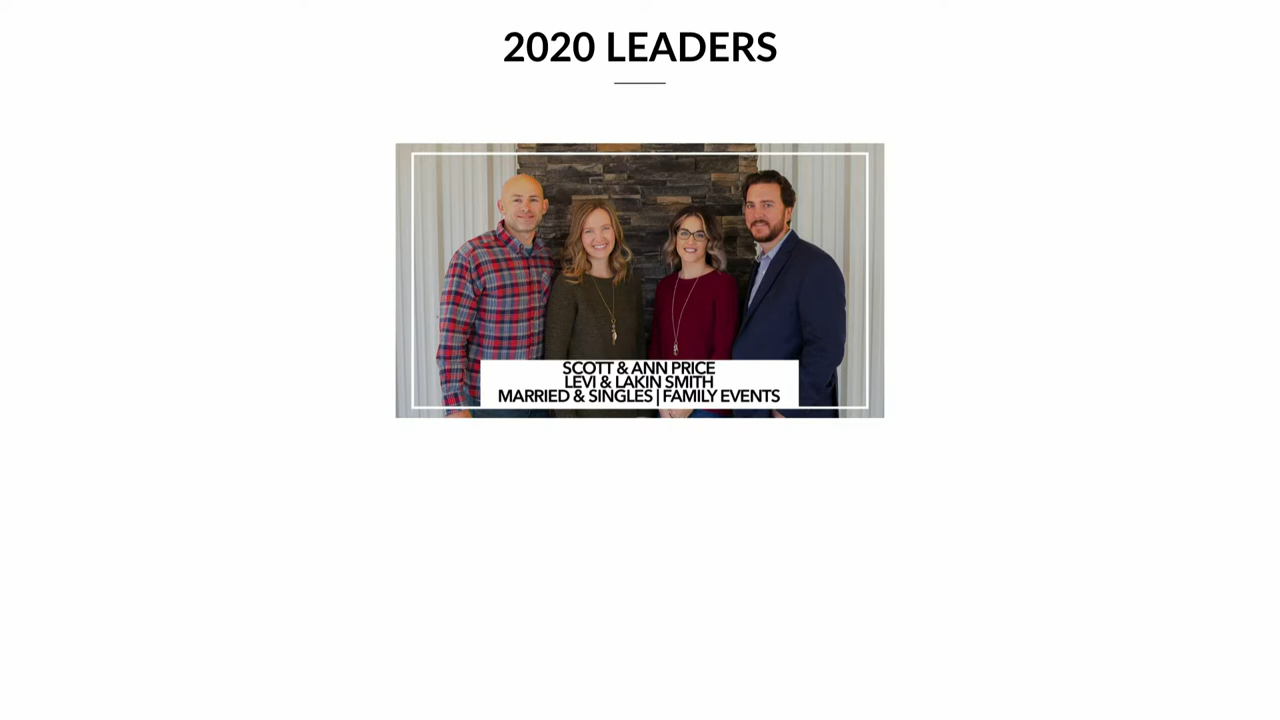 2020 LEADERS
SCOTT & ANN PRICE
LEVI & LAKIN SMITH
MARRIED & SINGLES | FAMILY EVENTS